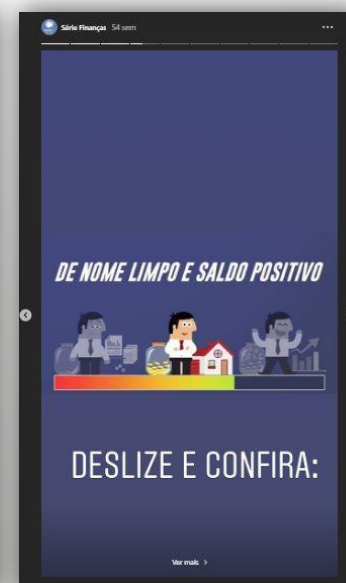 Série Finanças 54 sem
DE NOME LIMPO E SALDO POSITIVO
DESLIZE E CONFIRA:
Ver mais